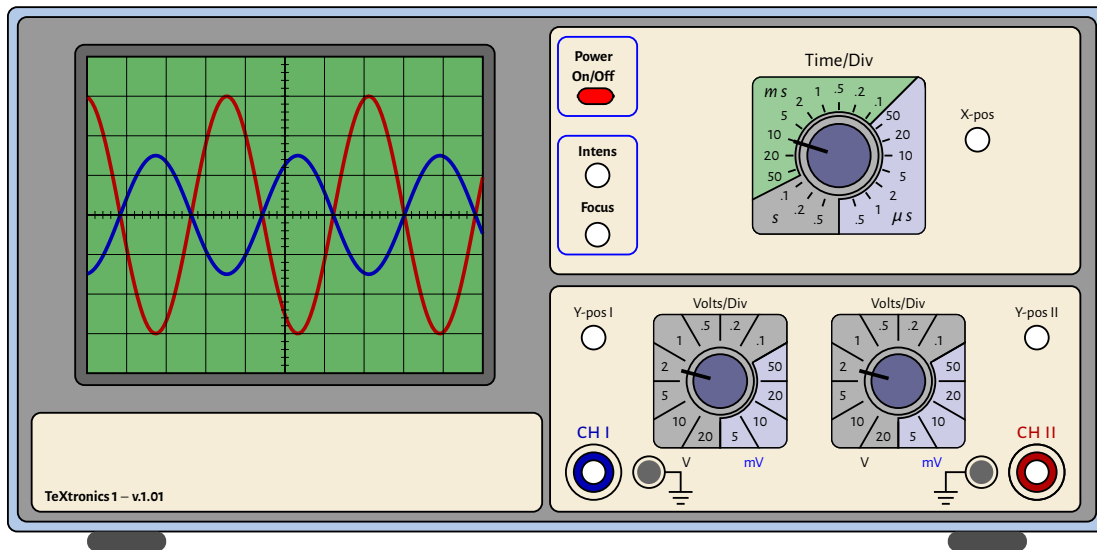 Power
On/Off
Intens
Focus
Time/Div
m s
.5
1
.2
2
.1
5
50
10
20
20
10
50
5
.1
2
.2
1
.5
.5
s
μ s
X-pos
Y-pos I
Volts/Div
.5
.2
1
.1
2
50
5
20
10
10
20
5
V
mV
CH I
Volts/Div
.5
.2
1
.1
2
50
5
20
10
10
20
5
V
mV
Y-pos II
CH II
TeXtronics 1 – v.1.01